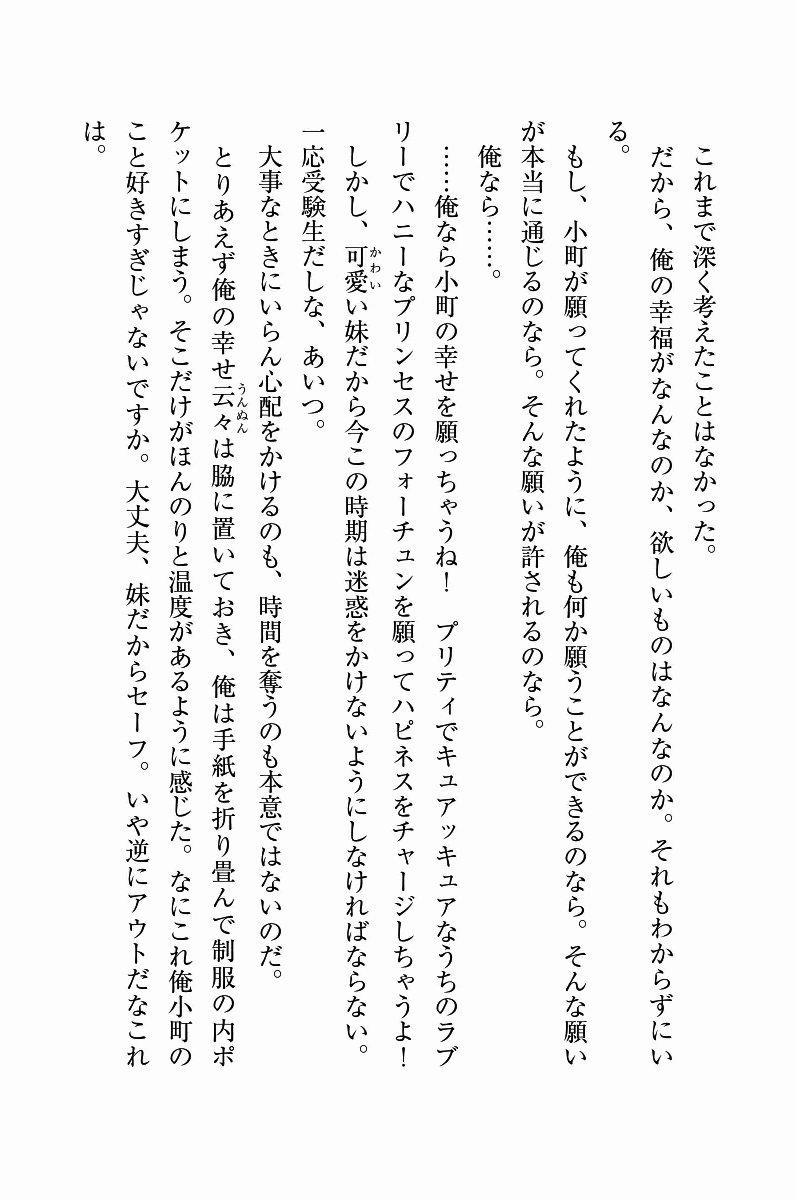 これまで深く考えたことはなかった。
だから、俺の幸福がなんなのか、欲しいものはなんなのか。それもわからずにい
る。
もし、小町が願ってくれたように、俺も何か願うことができるのなら。そんな願い
が本当に通じるのなら。そんな願いが許されるのなら。
俺なら……。
……俺なら小町の幸せを願っちゃうね！　プリティでキュアッキュアなうちのラブ
リーでハニーなプリンセスのフォーチュンを願ってハピネスをチャージしちゃうよ！
しかし、可愛い妹だから今この時期は迷惑をかけないようにしなければならない。
かわい
一応受験生だしな、あいつ。
大事なときにいらん心配をかけるのも、時間を奪うのも本意ではないのだ。
とりあえず俺の幸せ云々は脇に置いておき、俺は手紙を折り畳んで制服の内ポ
うんぬん
ケットにしまう。そこだけがほんのりと温度があるように感じた。なにこれ俺小町の
こと好きすぎじゃないですか。大丈夫、妹だからセーフ。いや逆にアウトだなこれ
は。